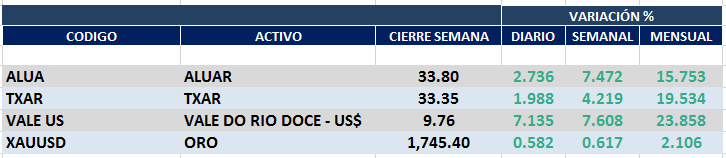 VARIACIÓN %
CODIGO ACTIVO CIERRE SEMANA DIARIO SEMANAL MENSUAL
ALUA ALUAR 33.80 2.736 7.472 15.753
TXAR TXAR 33.35 1.988 4.219 19.534
VALE US VALE DO RIO DOCE - US$ 9.76 7.135 7.608 23.858
XAUUSD ORO 1,745.40 0.582 0.617 2.106